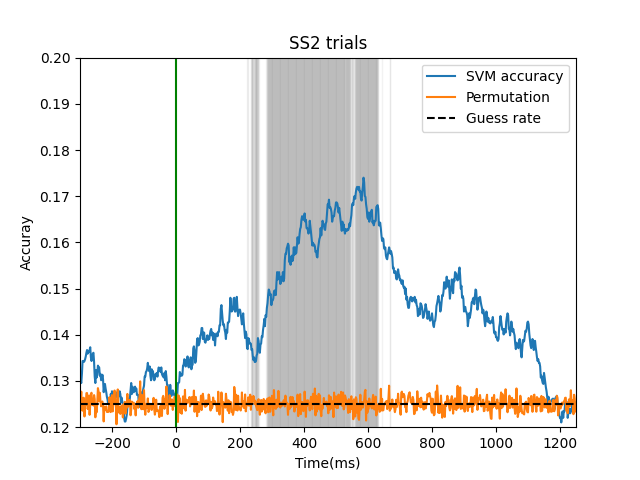 SS2 trials
0.20
0.19
0.18
0.17
0.16
0.15
0.14
0.13
0.12
Accuray
SVM accuracy
Permutation
Guess rate
−200 0 200 400 600 800 1000 1200
Time(ms)